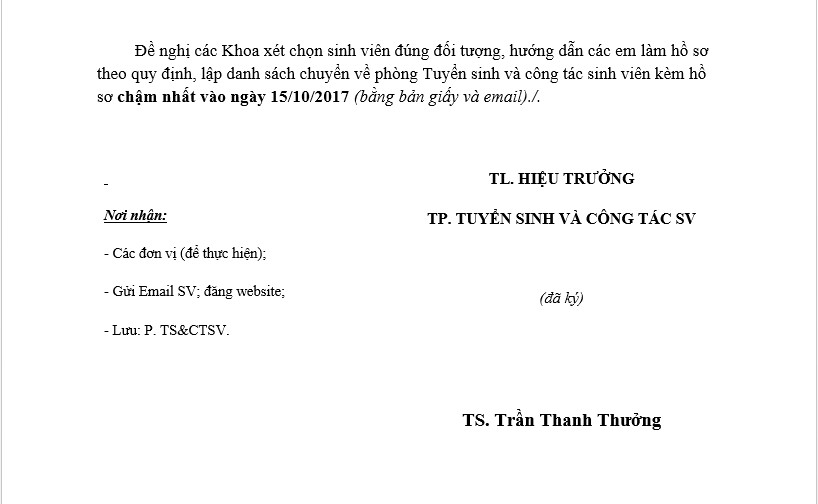 Đề nghị các Khoa xét chọn sinh viên đúng đối tượng, hướng dẫn các em làm hồ sơ
theo quy định, lập danh sách chuyển về phòng Tuyển sinh và công tác sinh viên kèm hồ
sơ chậm nhất vào ngày 15/10/2017 (bằng bản giấy và email)./.
-
TL. HIỆU TRƯỞNG
Nơi nhận:
TP. TUYỂN SINH VÀ CÔNG TÁC SV
- Các đơn vị (để thực hiện);
- Gửi Email SV; đăng website;
(đã ký)
- Lưu: P. TS&CTSV.
TS. Trần Thanh Thưởng